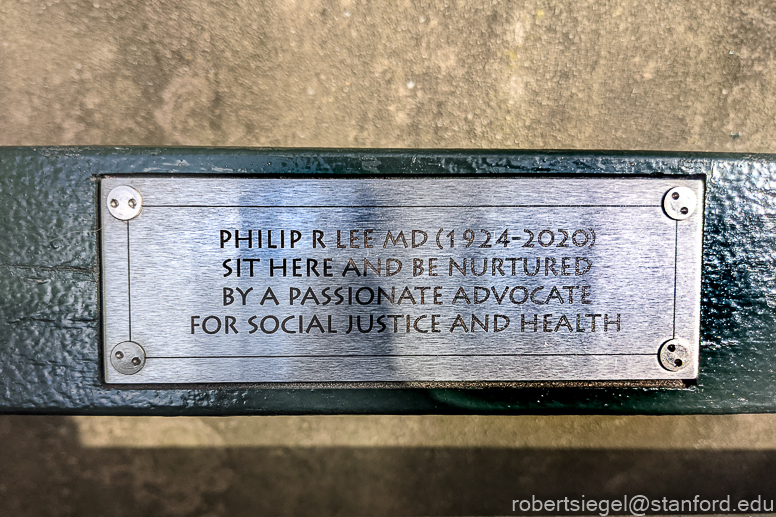 PHILIP R LEE MD (1924-2020)
SIT HERE AND BE NURTURED
BY A PASSIONATE ADVOCATE
FOR SOCIAL JUSTICE AND HEALTH
robertsiegel@stanford.edu